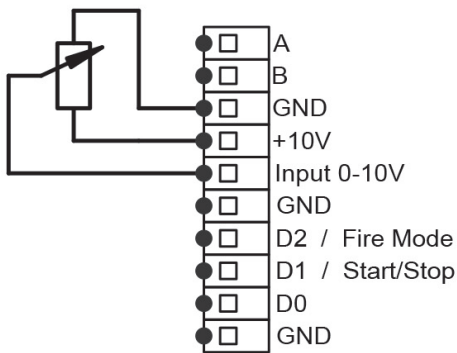 A
B
GND
+10V
Input 0-10V
GND
D2 / Fire Mode
D1 / Start/Stop
D0
GND